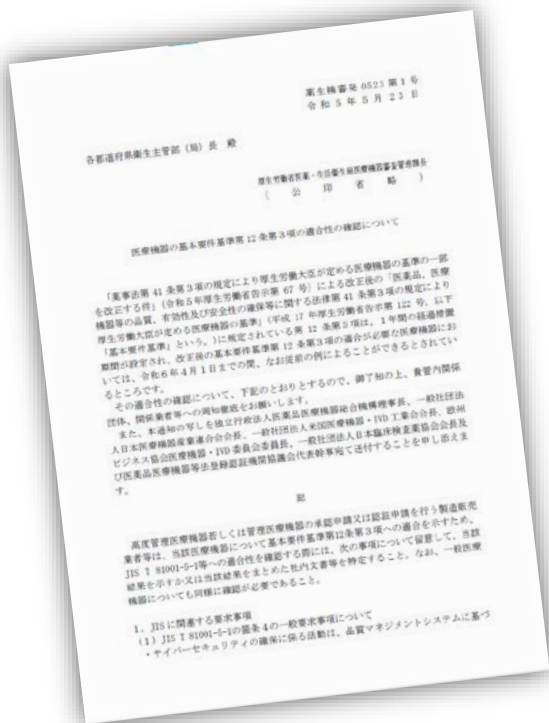 薬生機審発 0523 第 1 号
令 和 5 年 5 月 23 日
各都道府県衛生主管部（局）長 殿
厚生労働省医薬・生活衛生局医療機器審査管理課長
（ 公 印 省 略 ）
医療機器の基本要件基準第 12 条第 3 項の適合性の確認について
「薬事法第 41 条第 3 項の規定により厚生労働大臣が定める医療機器の基準の一部
を改正する件」（令和 5 年厚生労働省告示第 67 号）による改正後の「医薬品、医療
機器等の品質、有効性及び安全性の確保等に関する法律第 41 条第 3 項の規定により
厚生労働大臣が定める医療機器の基準」（平成 17 年厚生労働省告示第 122 号。以下
「基本要件基準」という。）に規定されている第 12 条第 3 項は、1 年間の経過措置
期間が設定され、改正後の基本要件基準第 12 条第 3 項の適合が必要な医療機器にお
いては、令和 6 年 4 月 1 日までの間、なお従前の例によることができるとされてい
るところです。
その適合性の確認について、下記のとおりとするので、御了知の上、貴管内関係
団体、関係業者等への周知徹底をお願いします。
また、本通知の写しを独立行政法人医薬品医療機器総合機構理事長、一般社団法
人日本医療機器産業連合会会長、一般社団法人米国医療機器・IVD 工業会会長、欧州
ビジネス協会医療機器・IVD 委員会委員長、一般社団法人日本臨床検査薬協会会長及
び医薬品医療機器等法登録認証機関協議会代表幹事宛て送付することを申し添えま
す。
記
高度管理医療機器若しくは管理医療機器の承認申請又は認証申請を行う製造販売
業者等は、当該医療機器について基本要件基準第12条第 3 項への適合を示すため、
JIS T 81001-5-1等への適合性を確認する際には、次の事項について留意して、当該
結果を示すか又は当該結果をまとめた社内文書等を特定すること。なお、一般医療
機器についても同様に確認が必要であること。
1．JISに関連する要求事項
（1）JIS T 81001-5-1の箇条 4 の一般要求事項について
・サイバーセキュリティの確保に係る活動は、品質マネジメントシステムに基づ